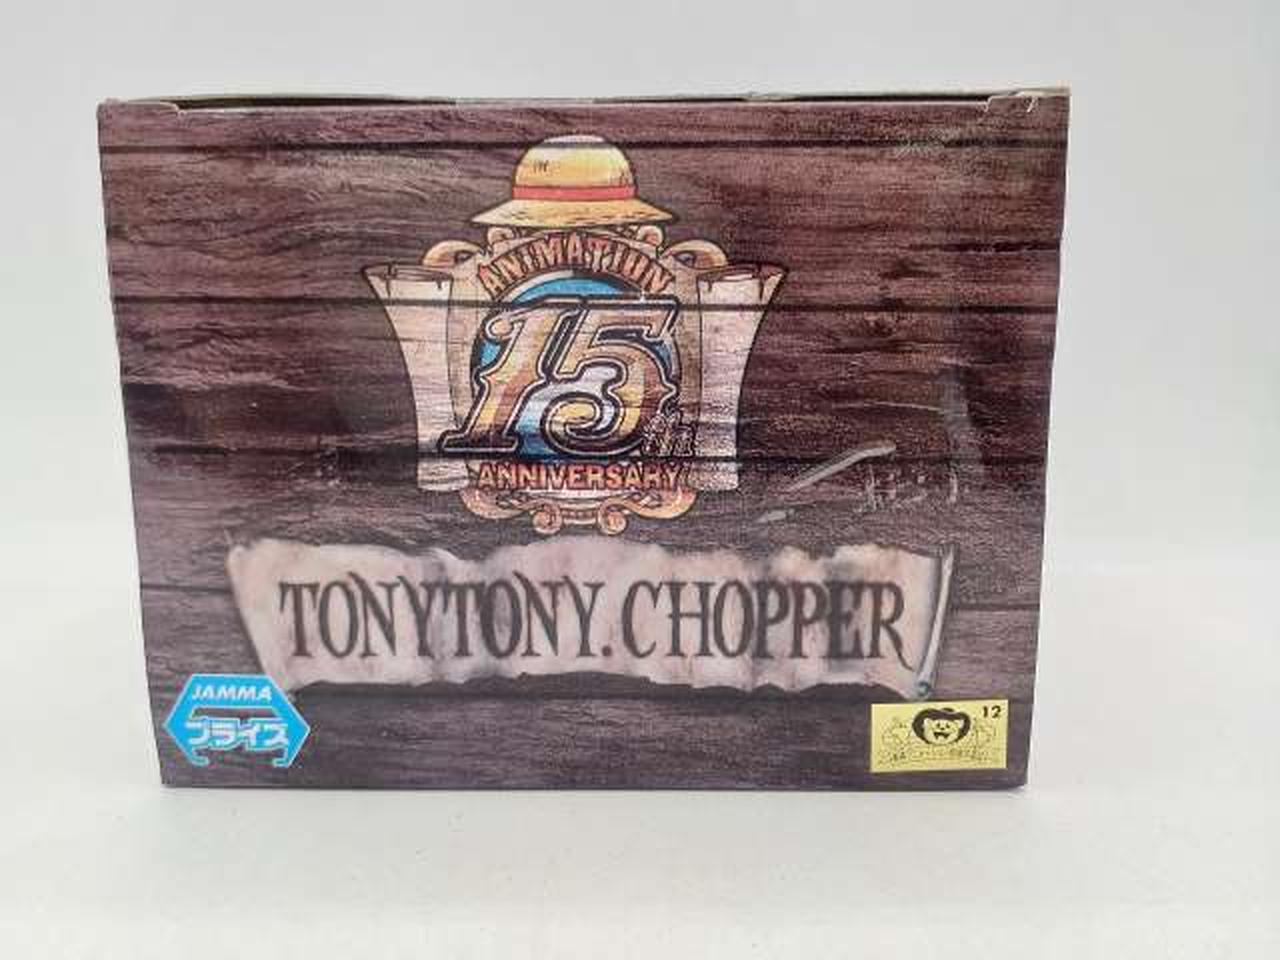 ANIMATION
15th
ANNIVERSARY
TONYTONY.CHOPPER
JAMMA
プライズ
12